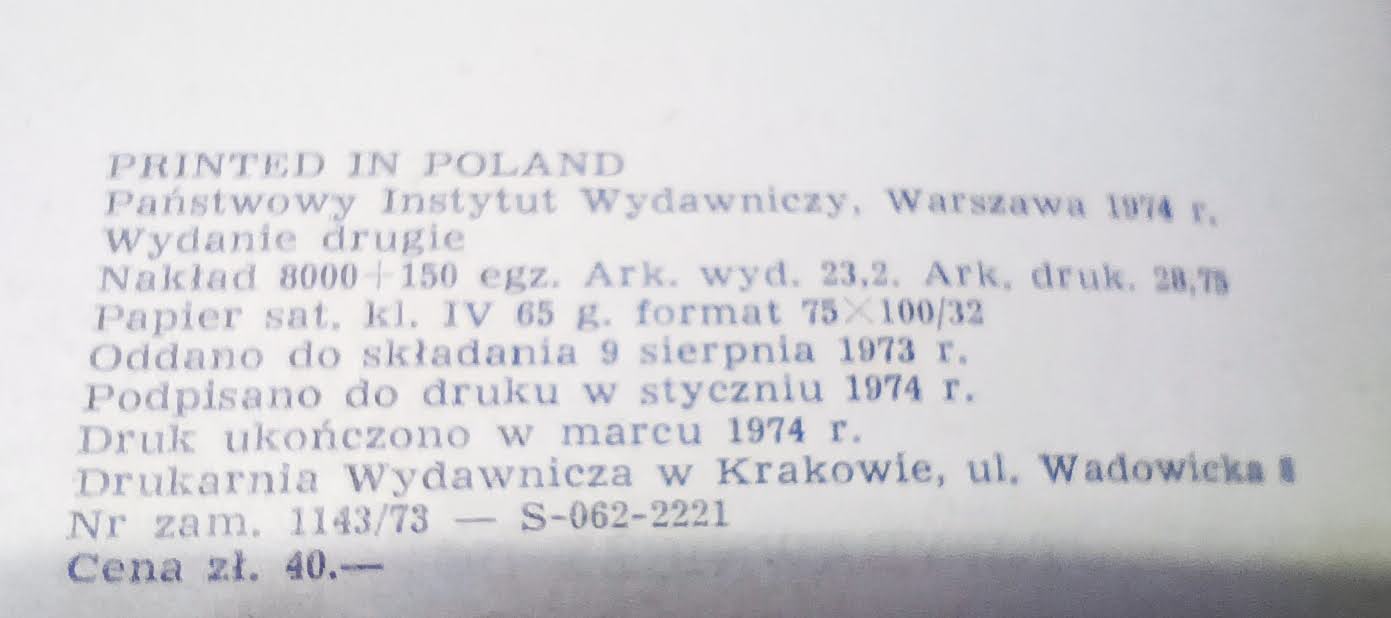 PRINTED IN POLAND
Państwowy Instytut Wydawniczy, Warszawa 1974 r.
Wydanie drugie
Nakład 8000+150 egz. Ark. wyd. 23,2. Ark. druk. 28,75
Papier sat. kl. IV 65 g. format 75×100/32
Oddano do składania 9 sierpnia 1973 r.
Podpisano do druku w styczniu 1974 r.
Druk ukończono w marcu 1974 r.
Drukarnia Wydawnicza w Krakowie, ul. Wadowicka
Nr zam. 1143/73 — S-062-2221
Cena zł. 40.—